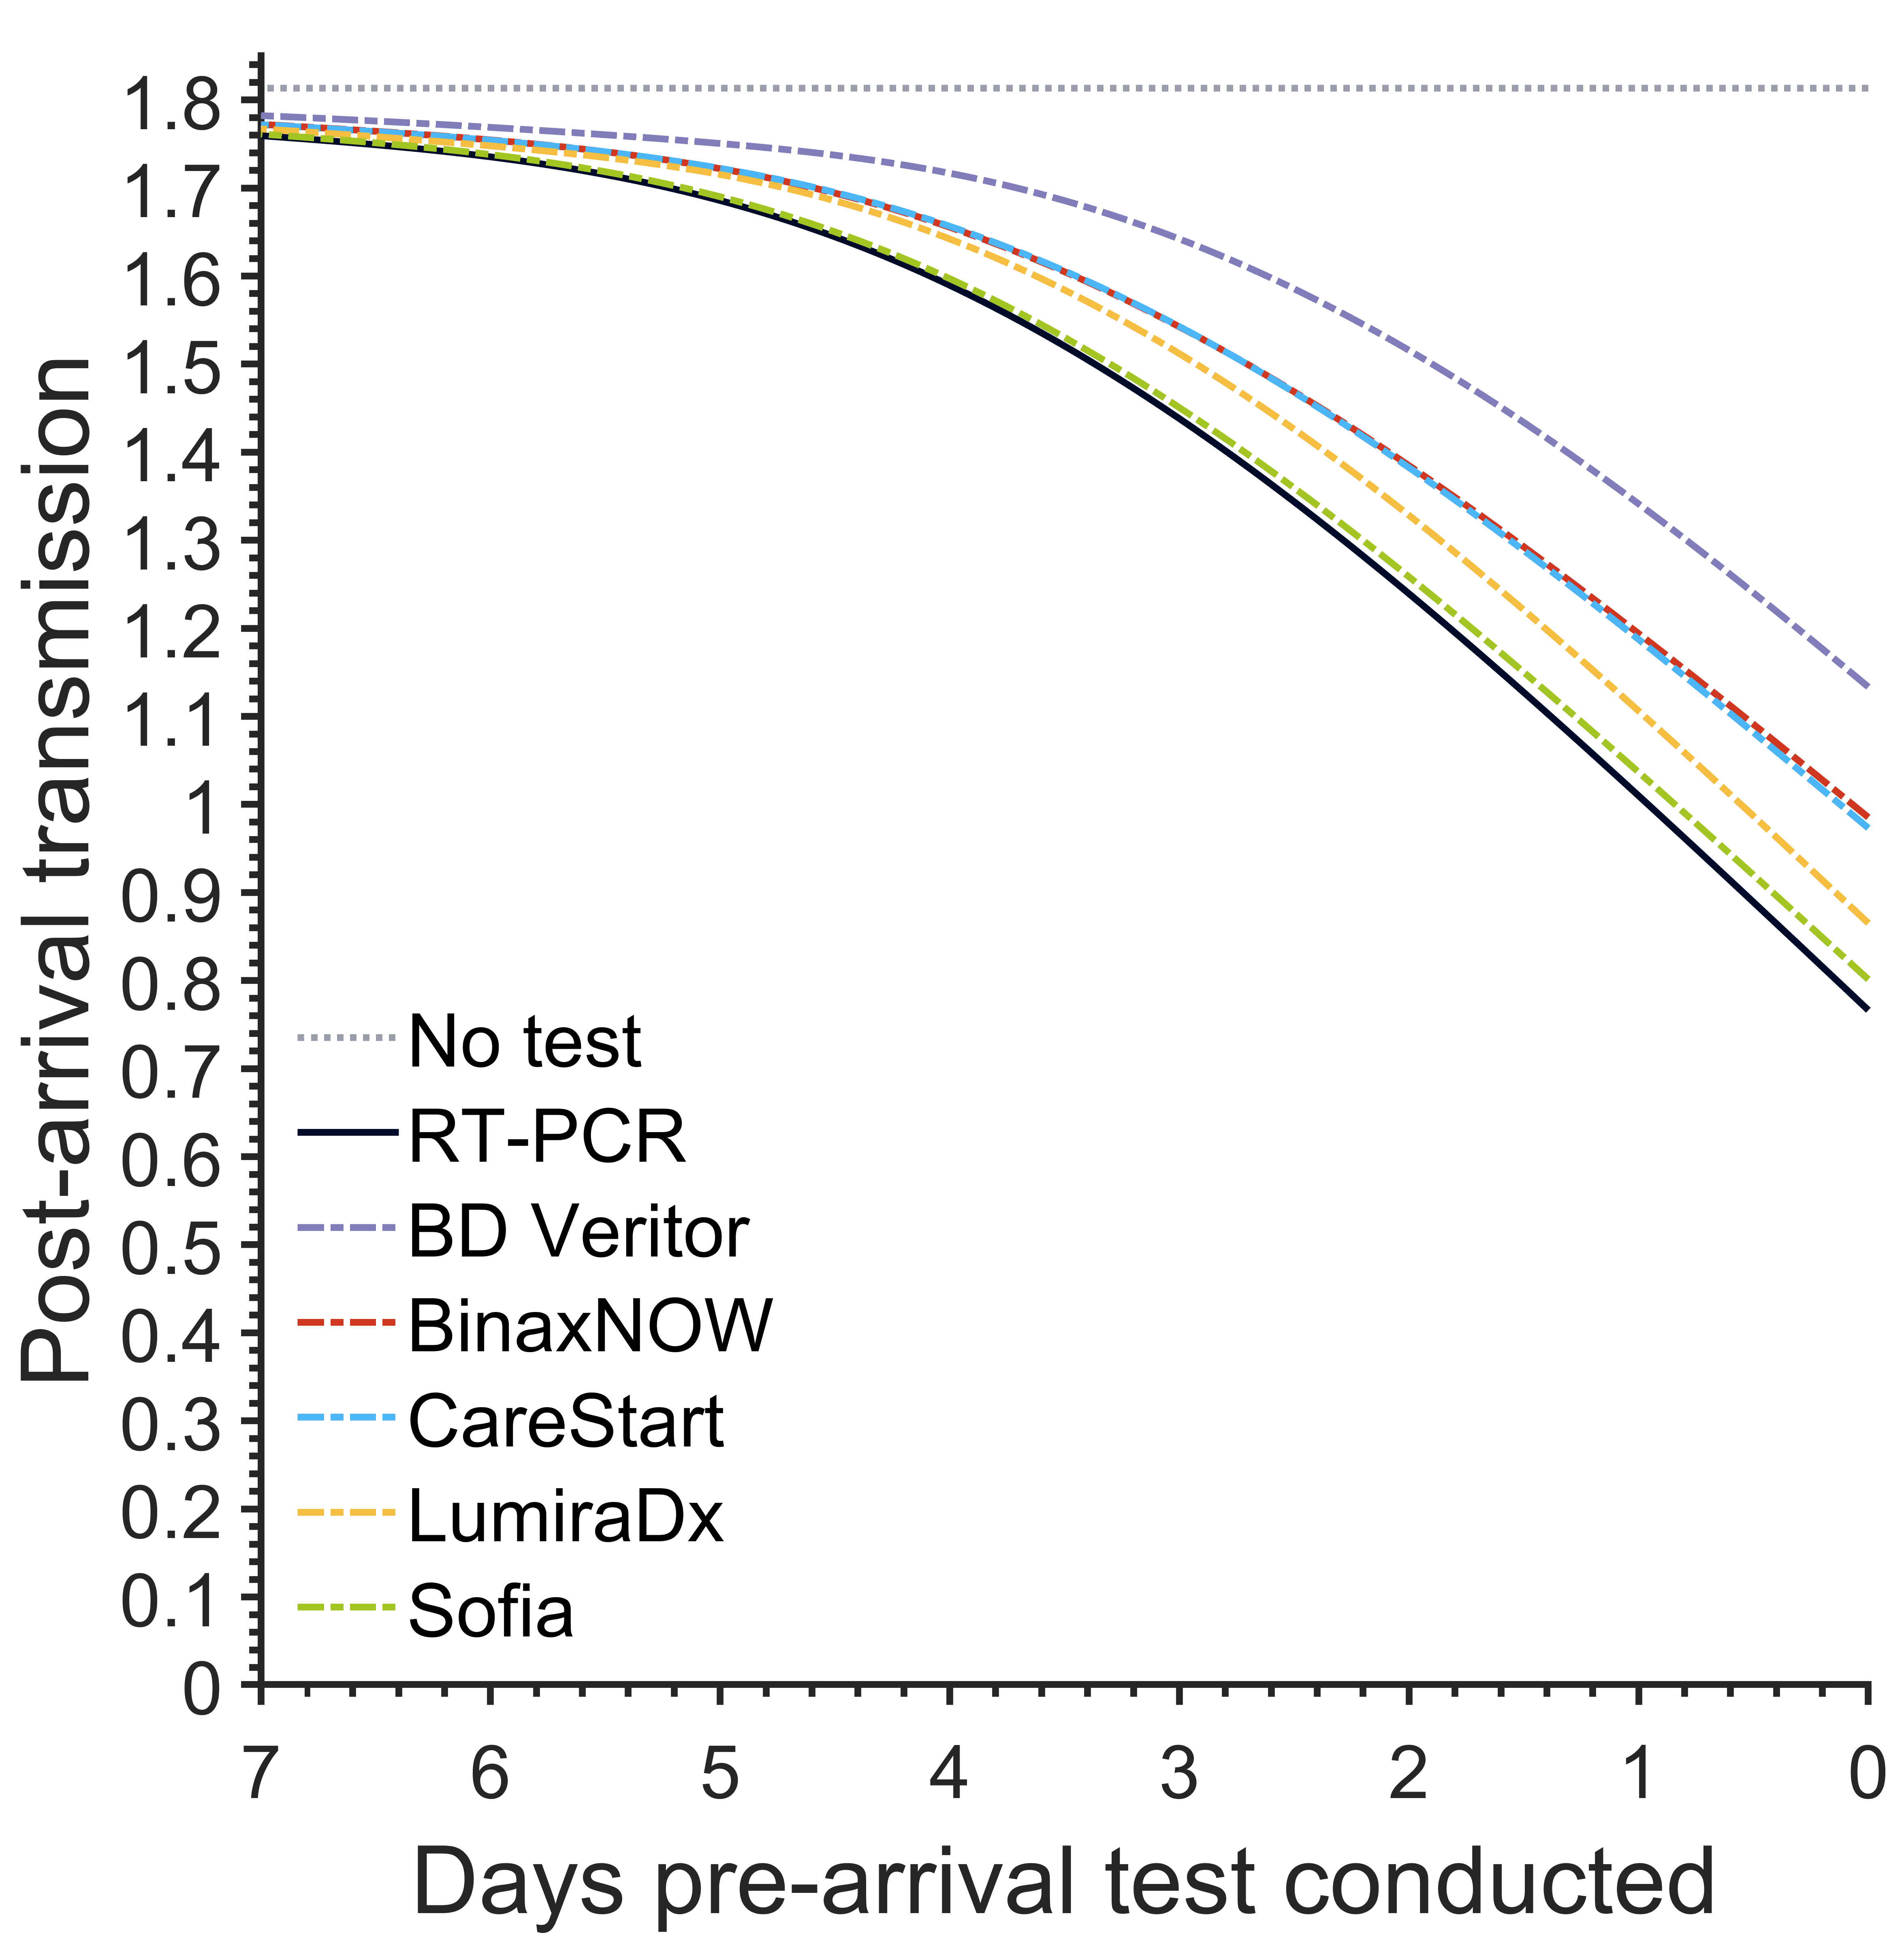 Post-arrival transmission
1.8
1.7
1.6
1.5
1.4
1.3
1.2
1.1
1
0.9
0.8
0.7
0.6
0.5
0.4
0.3
0.2
0.1
0
No test
RT-PCR
BD Veritor
BinaxNOW
CareStart
LumiraDx
Sofia
7 6 5 4 3 2 1 0
Days pre-arrival test conducted